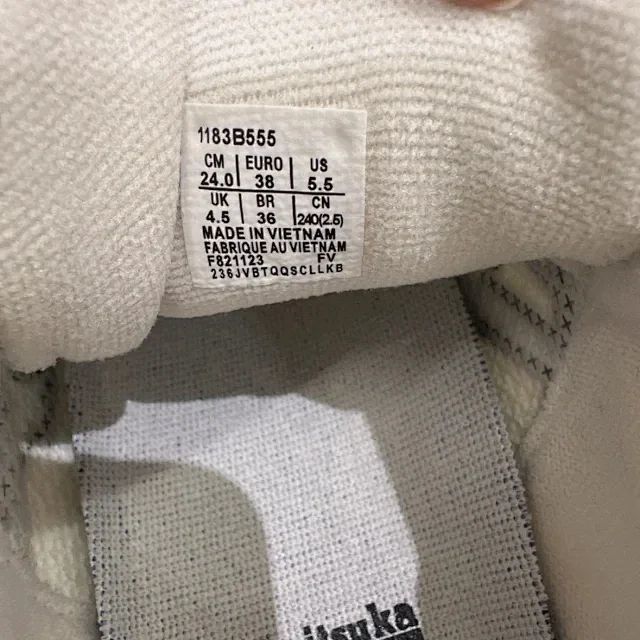 1183B555
CM EURO US
24.0 38 5.5
UK BR CN
4.5 36 240(2.5)
MADE IN VIETNAM
FABRIQUE AU VIETNAM
F821123 FV
236JVBTQQSCLLKB
itsuka